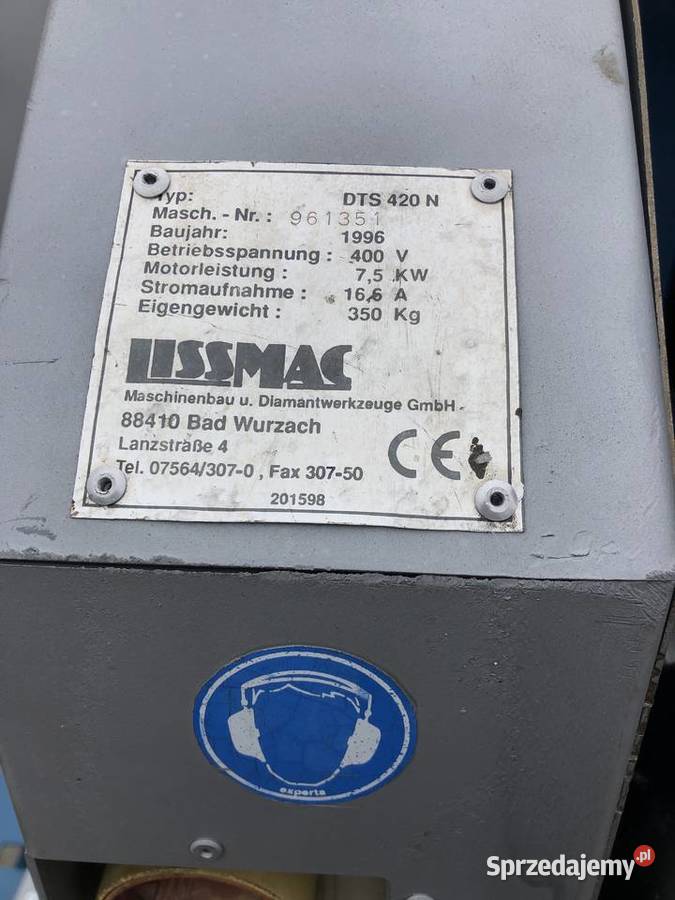 Typ: DTS 420 N
Masch. - Nr.: 961351
Baujahr: 1996
Betriebsspannung: 400 V
Motorleistung: 7,5 KW
Stromaufnahme: 16,6 A
Eigengewicht: 350 Kg
LISSMAC
Maschinenbau u. Diamantwerkzeuge GmbH
88410 Bad Wurzach
Lanzstraße 4
Tel. 07564/307-0, Fax 307-50
CE
201598
experta
Sprzedajemy.pl